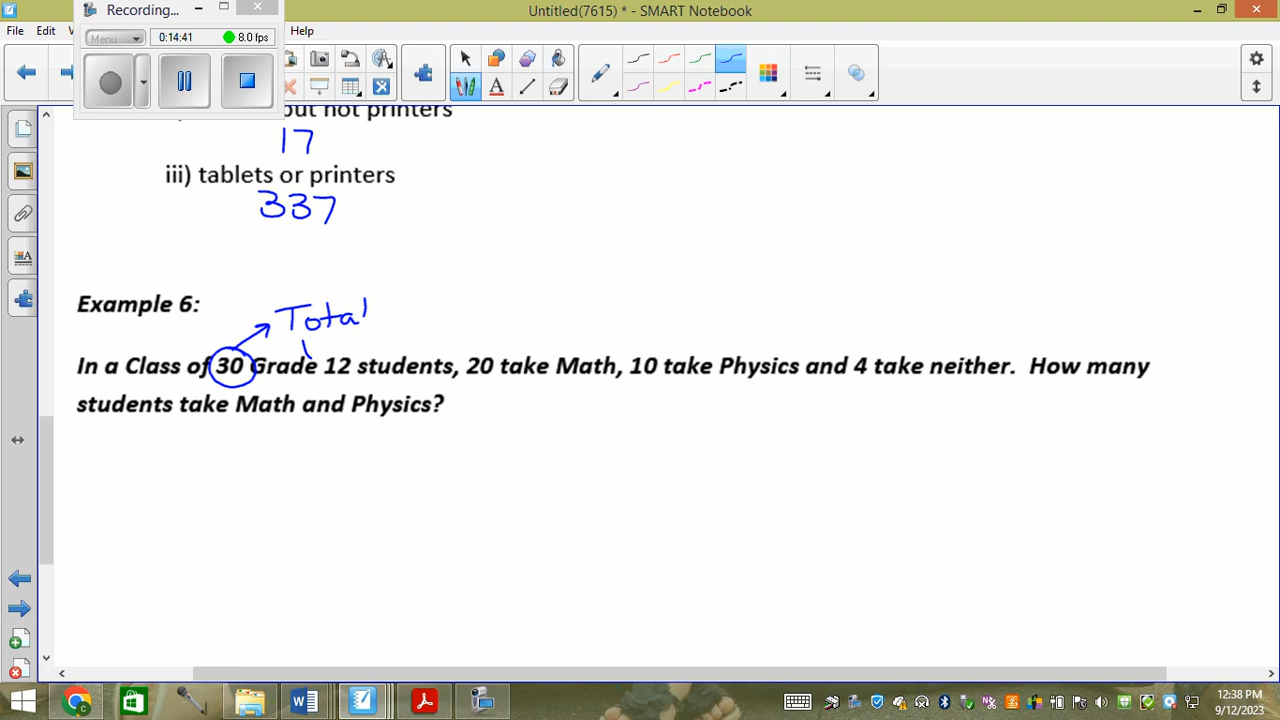 Recording...
Untitled(7615) * - SMART Notebook
Menu
0:14:41
8.0 fps
File
Edit
Help
but not printers
17
iii) tablets or printers
337
Example 6:
Total
In a Class of 30 Grade 12 students, 20 take Math, 10 take Physics and 4 take neither. How many
students take Math and Physics?
12:38 PM
9/12/2023